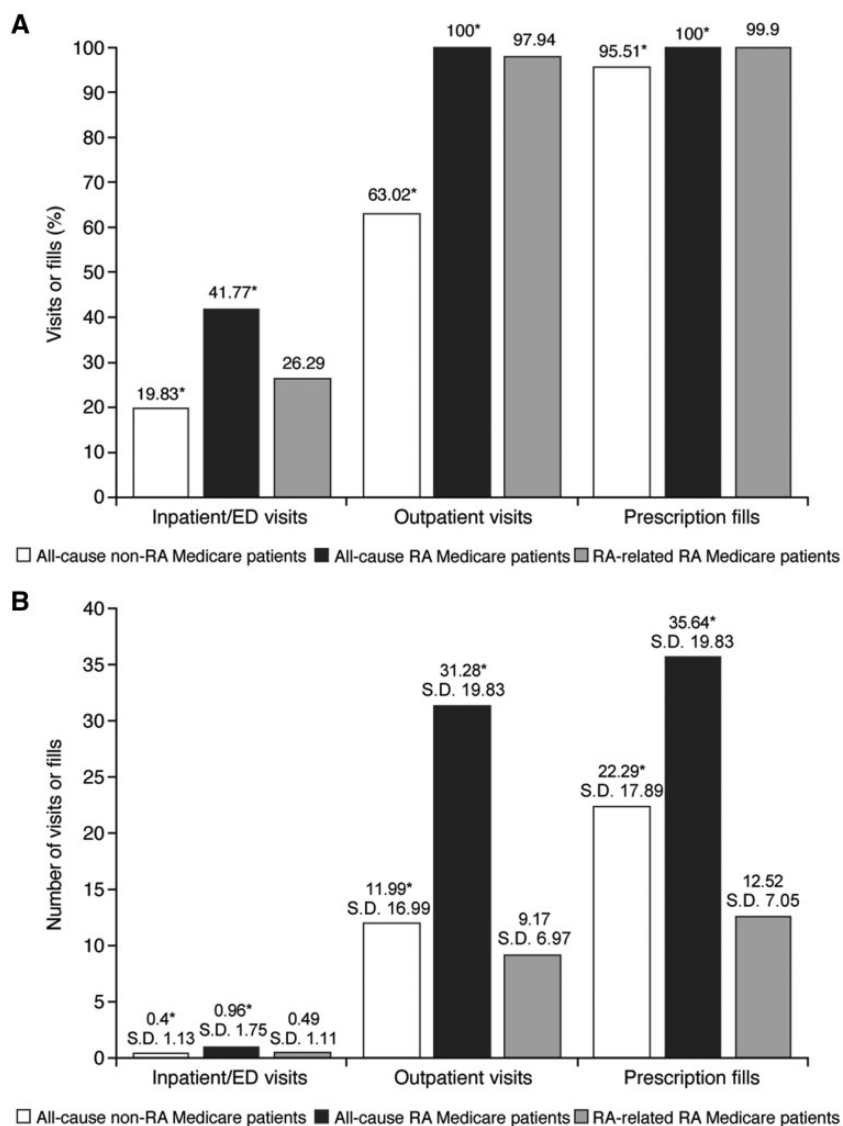 A
100
90
80
70
60
50
40
30
20
10
0
Visits or fills (%)
19.83*
41.77*
26.29
63.02*
100*
97.94
95.51*
100*
99.9
Inpatient/ED visits
Outpatient visits
Prescription fills
All-cause non-RA Medicare patients
All-cause RA Medicare patients
RA-related RA Medicare patients
B
40
35
30
25
20
15
10
5
0
Number of visits or fills
0.4*
S.D. 1.13
0.96*
S.D. 1.75
0.49
S.D. 1.11
11.99*
S.D. 16.99
31.28*
S.D. 19.83
9.17
S.D. 6.97
22.29*
S.D. 17.89
35.64*
S.D. 19.83
12.52
S.D. 7.05
Inpatient/ED visits
Outpatient visits
Prescription fills
All-cause non-RA Medicare patients
All-cause RA Medicare patients
RA-related RA Medicare patients